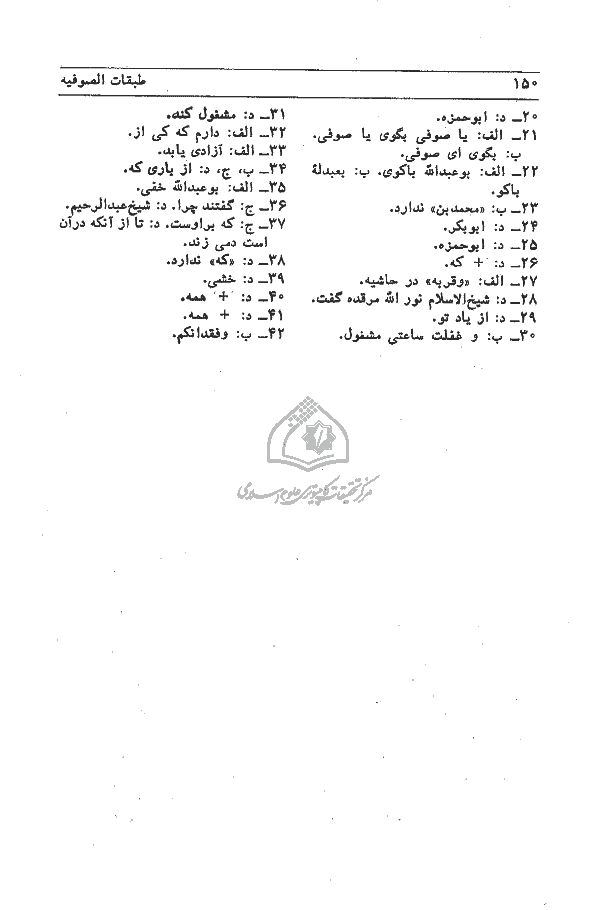 ۱۵۰ طبقات الصوفیه
۲۰ـ د: ابوحمزه.
۲۱ـ الف: یا صوفی بگوی یا صوفی.
ب: بگوی ای صوفی.
۲۲ـ الف: بوعبدالله باکوی. ب: بعبدلهٔ
باکو.
۲۳ـ ب: «محمدبن» ندارد.
۲۴ـ د: ابوبکر.
۲۵ـ د: ابوحمزه.
۲۶ـ د: + که.
۲۷ـ الف: «وقربه» در حاشیه.
۲۸ـ د: شیخ‌الاسلام نور الله مرقده گفت.
۲۹ـ د: از یاد تو.
۳۰ـ ب: و غفلت ساعتی مشغول.
۳۱ـ د: مشغول کنه.
۳۲ـ الف: دارم که کی از.
۳۳ـ الف: آزادی یابد.
۳۴ـ ب، ج، د: از یاری که.
۳۵ـ الف: بوعبدالله خفی.
۳۶ـ ج: گفتند چرا. د: شیخ‌عبدالرحیم.
۳۷ـ ج: که براوست. د: تا از آنکه درآن
است دمی زند.
۳۸ـ د: «که» ندارد.
۳۹ـ د: خشی.
۴۰ـ د: + همه.
۴۱ـ د: + همه.
۴۲ـ ب: وفقدانکم.
مرکز تحقیقات کامپیوتری علوم اسلامی